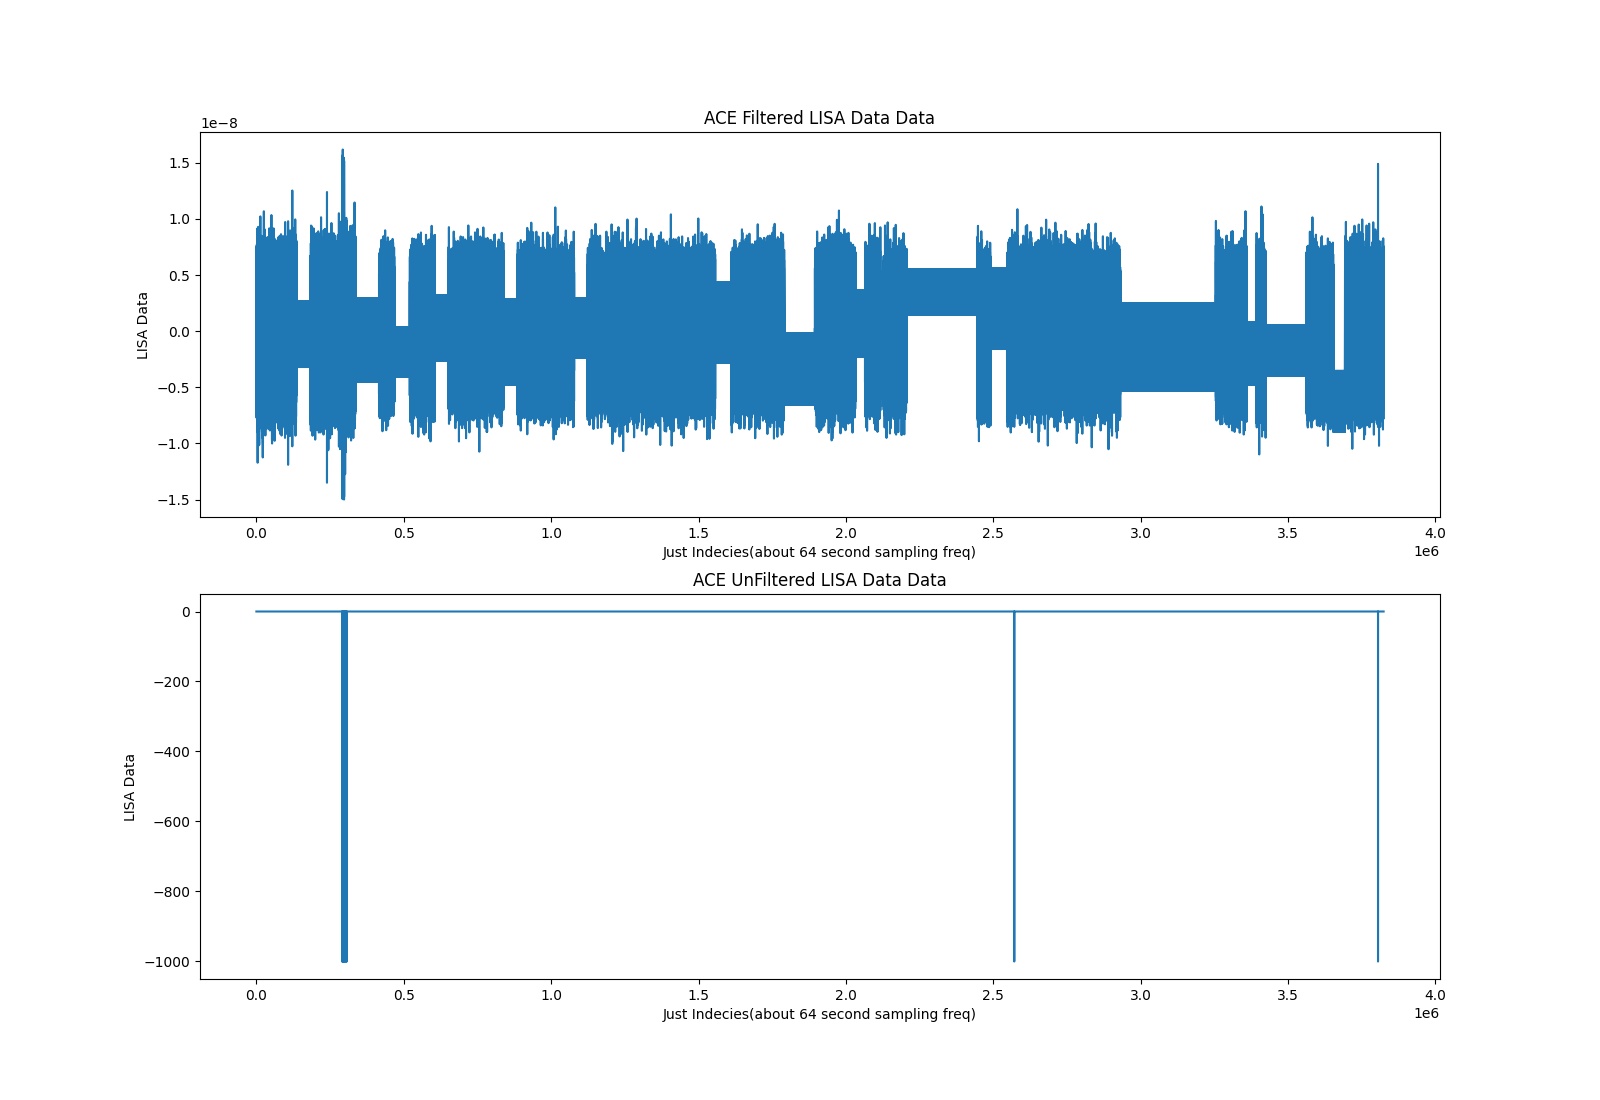 ACE Filtered LISA Data Data
1e−8
1.5
1.0
0.5
0.0
−0.5
−1.0
−1.5
LISA Data
0.0 0.5 1.0 1.5 2.0 2.5 3.0 3.5 4.0
Just Indecies(about 64 second sampling freq)
1e6
ACE UnFiltered LISA Data Data
0
−200
−400
−600
−800
−1000
LISA Data
0.0 0.5 1.0 1.5 2.0 2.5 3.0 3.5 4.0
Just Indecies(about 64 second sampling freq)
1e6